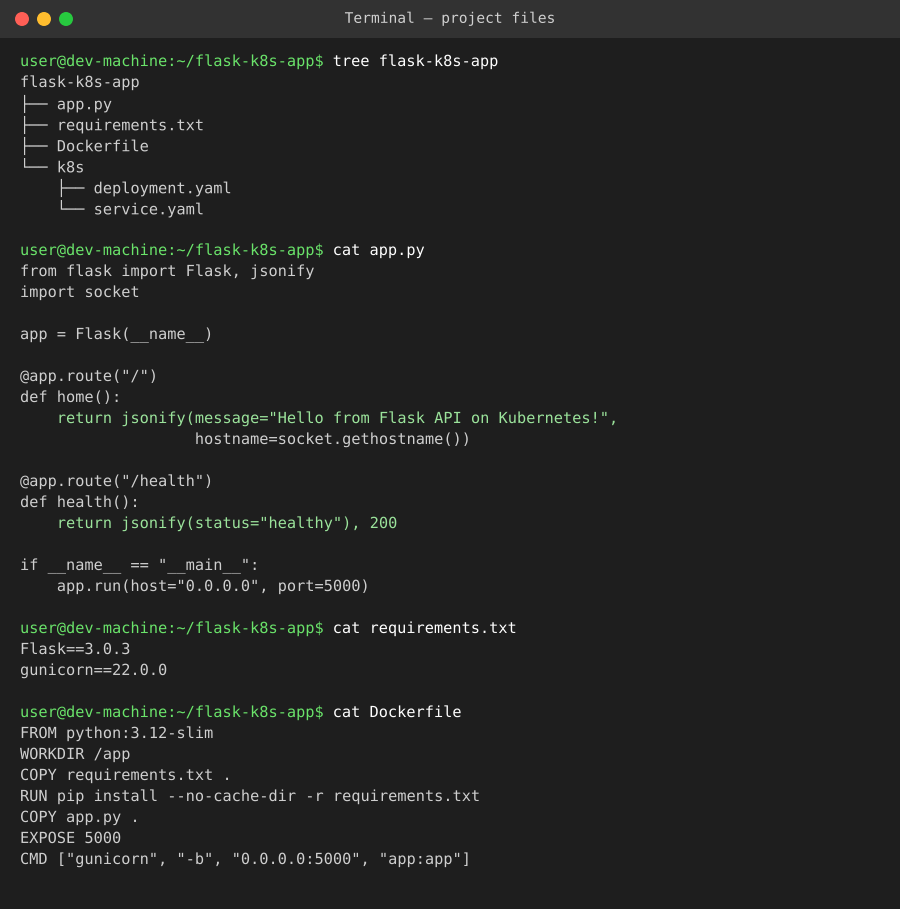 Terminal — project files
user@dev-machine:~/flask-k8s-app$ tree flask-k8s-app
flask-k8s-app
├── app.py
├── requirements.txt
├── Dockerfile
└── k8s
    ├── deployment.yaml
    └── service.yaml
user@dev-machine:~/flask-k8s-app$ cat app.py
from flask import Flask, jsonify
import socket
app = Flask(__name__)
@app.route("/")
def home():
    return jsonify(message="Hello from Flask API on Kubernetes!",
                   hostname=socket.gethostname())
@app.route("/health")
def health():
    return jsonify(status="healthy"), 200
if __name__ == "__main__":
    app.run(host="0.0.0.0", port=5000)
user@dev-machine:~/flask-k8s-app$ cat requirements.txt
Flask==3.0.3
gunicorn==22.0.0
user@dev-machine:~/flask-k8s-app$ cat Dockerfile
FROM python:3.12-slim
WORKDIR /app
COPY requirements.txt .
RUN pip install --no-cache-dir -r requirements.txt
COPY app.py .
EXPOSE 5000
CMD ["gunicorn", "-b", "0.0.0.0:5000", "app:app"]